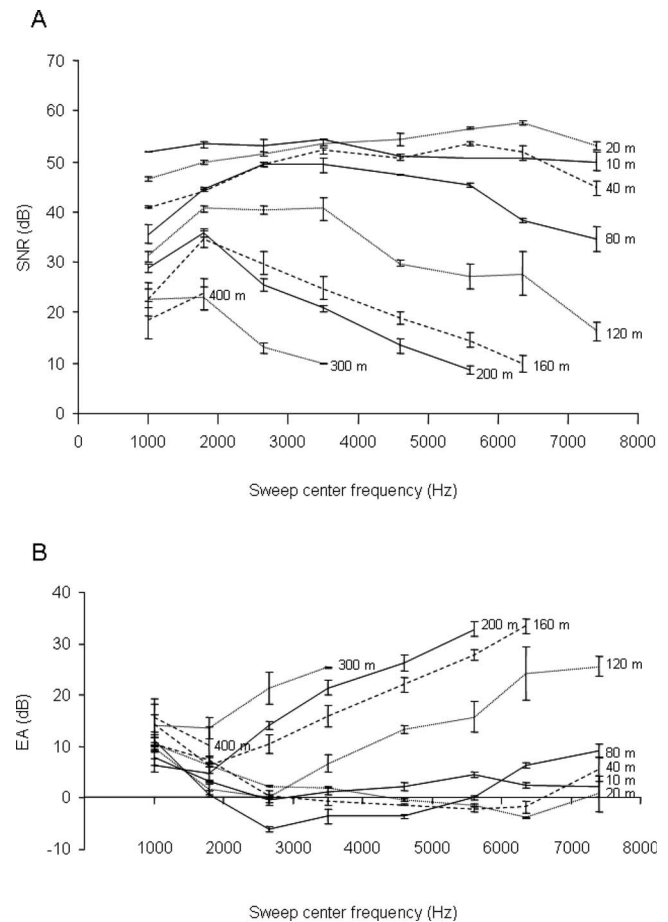 A
70
60
50
40
30
20
10
0
SNR (dB)
20 m
10 m
40 m
80 m
120 m
400 m
300 m
200 m
160 m
0 1000 2000 3000 4000 5000 6000 7000 8000
Sweep center frequency (Hz)
B
40
30
20
10
0
-10
EA (dB)
200 m
160 m
300 m
120 m
400 m
80 m
40 m
10 m
20 m
1000 2000 3000 4000 5000 6000 7000 8000
Sweep center frequency (Hz)